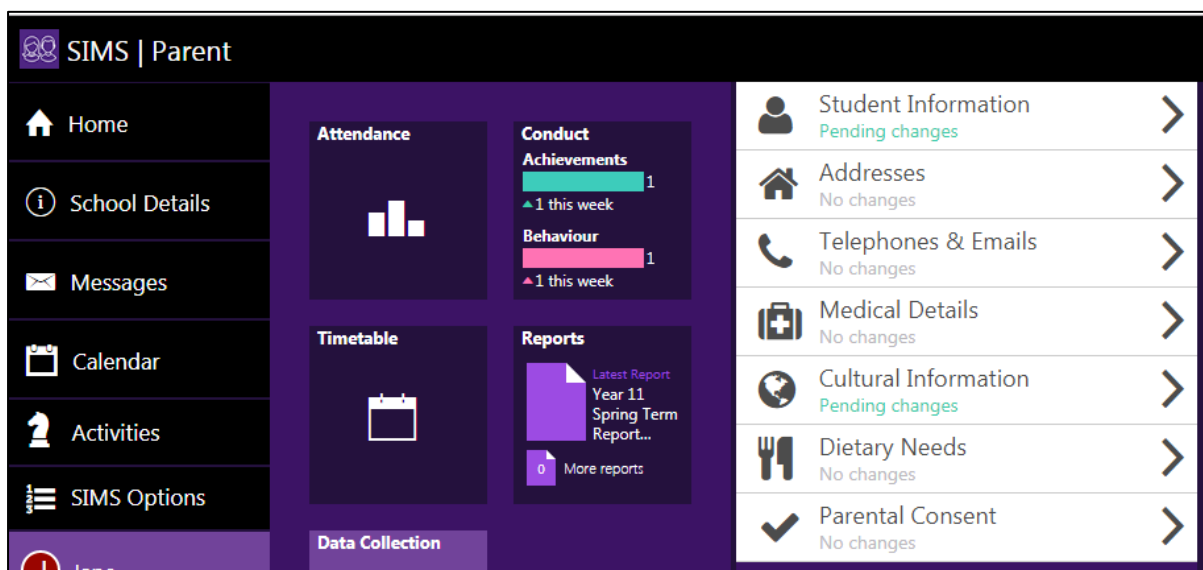 SIMS | Parent
Home
School Details
Messages
Calendar
Activities
SIMS Options
Attendance
Conduct
Achievements
1
1 this week
Behaviour
1
1 this week
Timetable
Reports
Latest Report
Year 11
Spring Term
Report...
0 More reports
Data Collection
Student Information
Pending changes
Addresses
No changes
Telephones & Emails
No changes
Medical Details
No changes
Cultural Information
Pending changes
Dietary Needs
No changes
Parental Consent
No changes